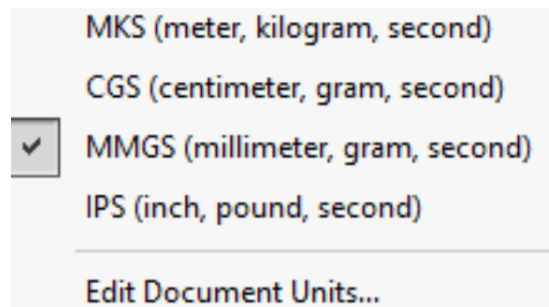 MKS (meter, kilogram, second)
CGS (centimeter, gram, second)
MMGS (millimeter, gram, second)
IPS (inch, pound, second)
Edit Document Units...